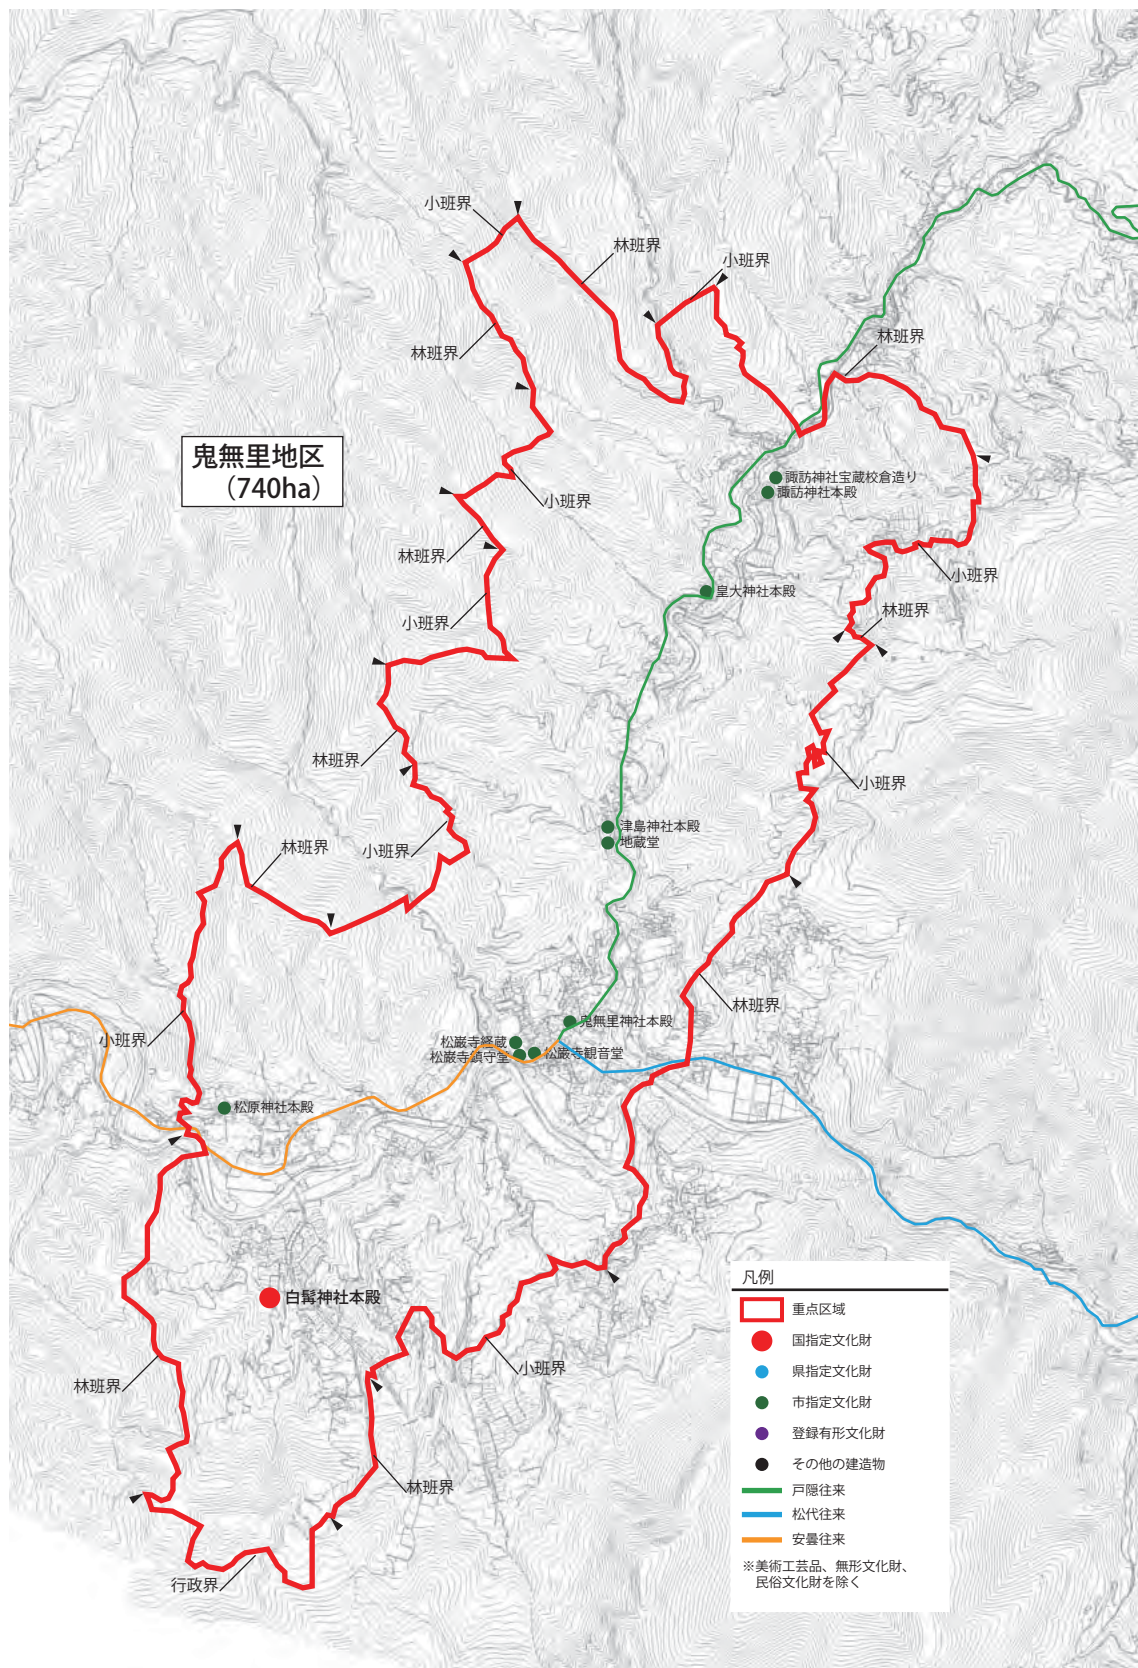 小班界
林班界
小班界
林班界
林班界
鬼無里地区
（740ha）
諏訪神社宝蔵校倉造り
諏訪神社本殿
小班界
林班界
小班界
皇大神社本殿
林班界
小班界
林班界
小班界
津島神社本殿
地蔵堂
林班界
小班界
林班界
鬼無里神社本殿
小班界
松巌寺経蔵
松巌寺鎮守堂
松巌寺観音堂
松原神社本殿
白髯神社本殿
小班界
林班界
林班界
行政界
凡例
重点区域
国指定文化財
県指定文化財
市指定文化財
登録有形文化財
その他の建造物
戸隠往来
松代往来
安曇往来
※美術工芸品、無形文化財、
民俗文化財を除く